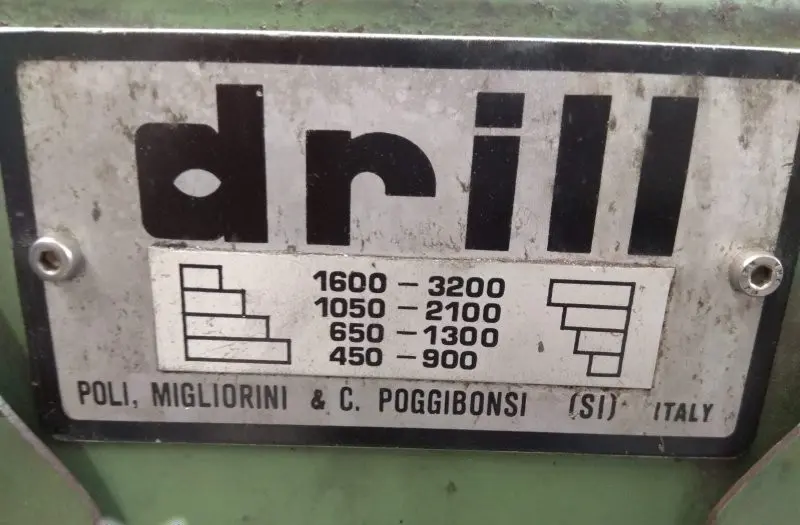 drill
1600 – 3200
1050 – 2100
650 – 1300
450 – 900
POLI, MIGLIORINI & C. POGGIBONSI (SI) ITALY